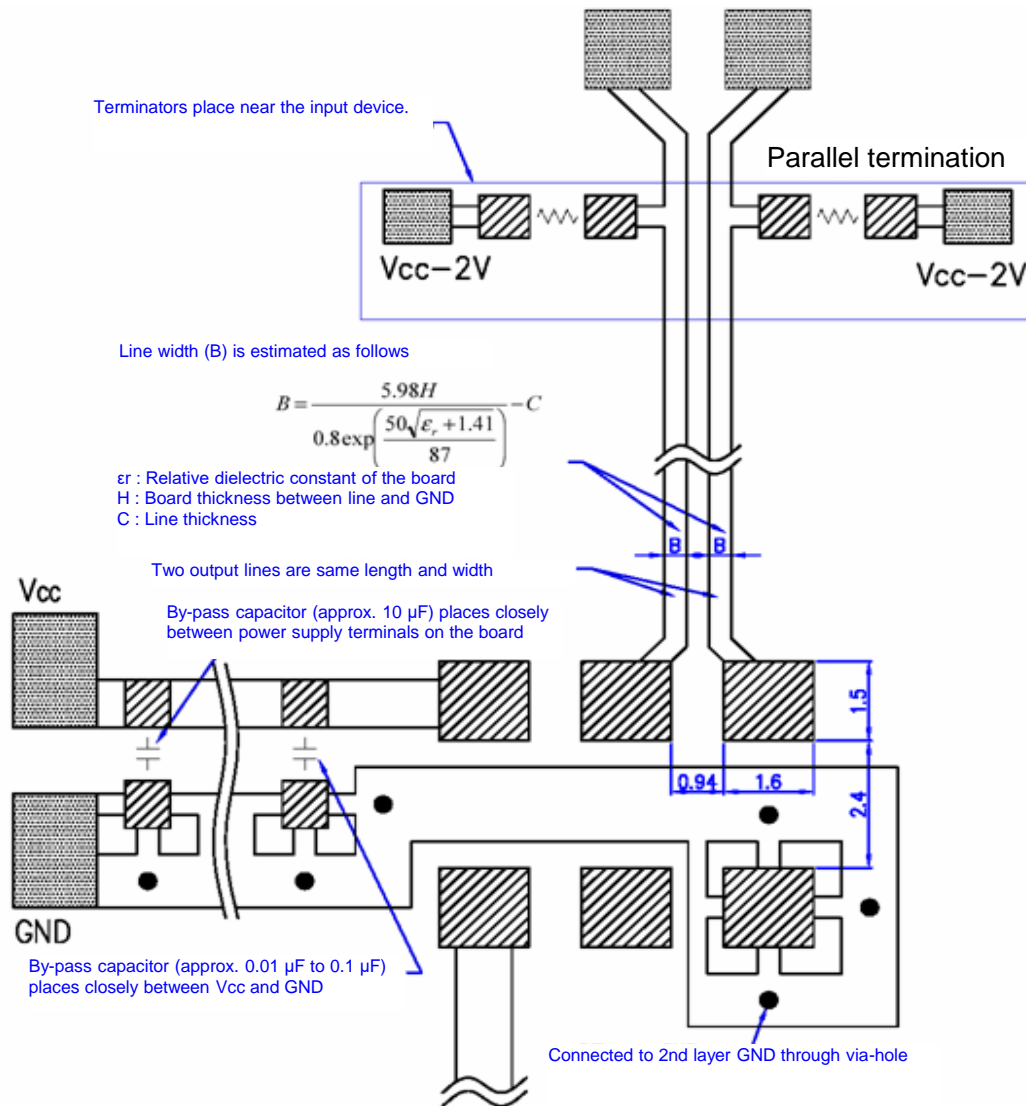 Terminators place near the input device.
Parallel termination
Vcc-2V
Vcc-2V
Line width (B) is estimated as follows
B = 5.98H / (0.8 exp(50√(εr + 1.41) / 87)) - C
εr : Relative dielectric constant of the board
H : Board thickness between line and GND
C : Line thickness
B B
Two output lines are same length and width
Vcc
By-pass capacitor (approx. 10 µF) places closely
between power supply terminals on the board
1.5
0.94 1.6
2.4
GND
By-pass capacitor (approx. 0.01 µF to 0.1 µF)
places closely between Vcc and GND
Connected to 2nd layer GND through via-hole